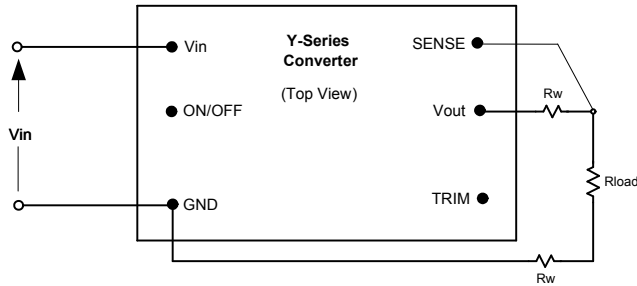 Y-Series
Converter
(Top View)
Vin
ON/OFF
GND
SENSE
Vout
TRIM
Vin
Rw
Rload
Rw